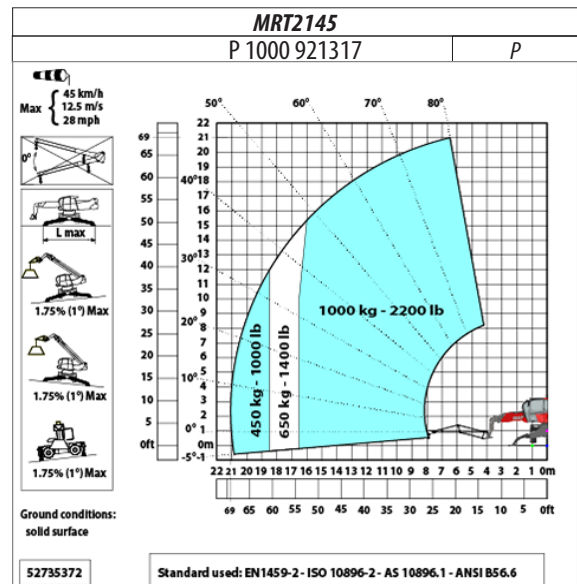 MRT2145
P 1000 921317 P
Max { 45 km/h
12.5 m/s
28 mph
0°
L max
1.75% (1°) Max
1.75% (1°) Max
1.75% (1°) Max
Ground conditions:
solid surface
50° 60° 70° 80°
40°
30°
20°
10°
0°
-5°
69
65
60
55
50
45
40
35
30
25
20
15
10
5
0ft
22
21
20
19
18
17
16
15
14
13
12
11
10
9
8
7
6
5
4
3
2
1
0m
-1
450 kg - 1000 lb
650 kg - 1400 lb
1000 kg - 2200 lb
22 21 20 19 18 17 16 15 14 13 12 11 10 9 8 7 6 5 4 3 2 1 0m
69 65 60 55 50 45 40 35 30 25 20 15 10 5 0ft
52735372
Standard used: EN1459-2 - ISO 10896-2 - AS 10896.1 - ANSI B56.6